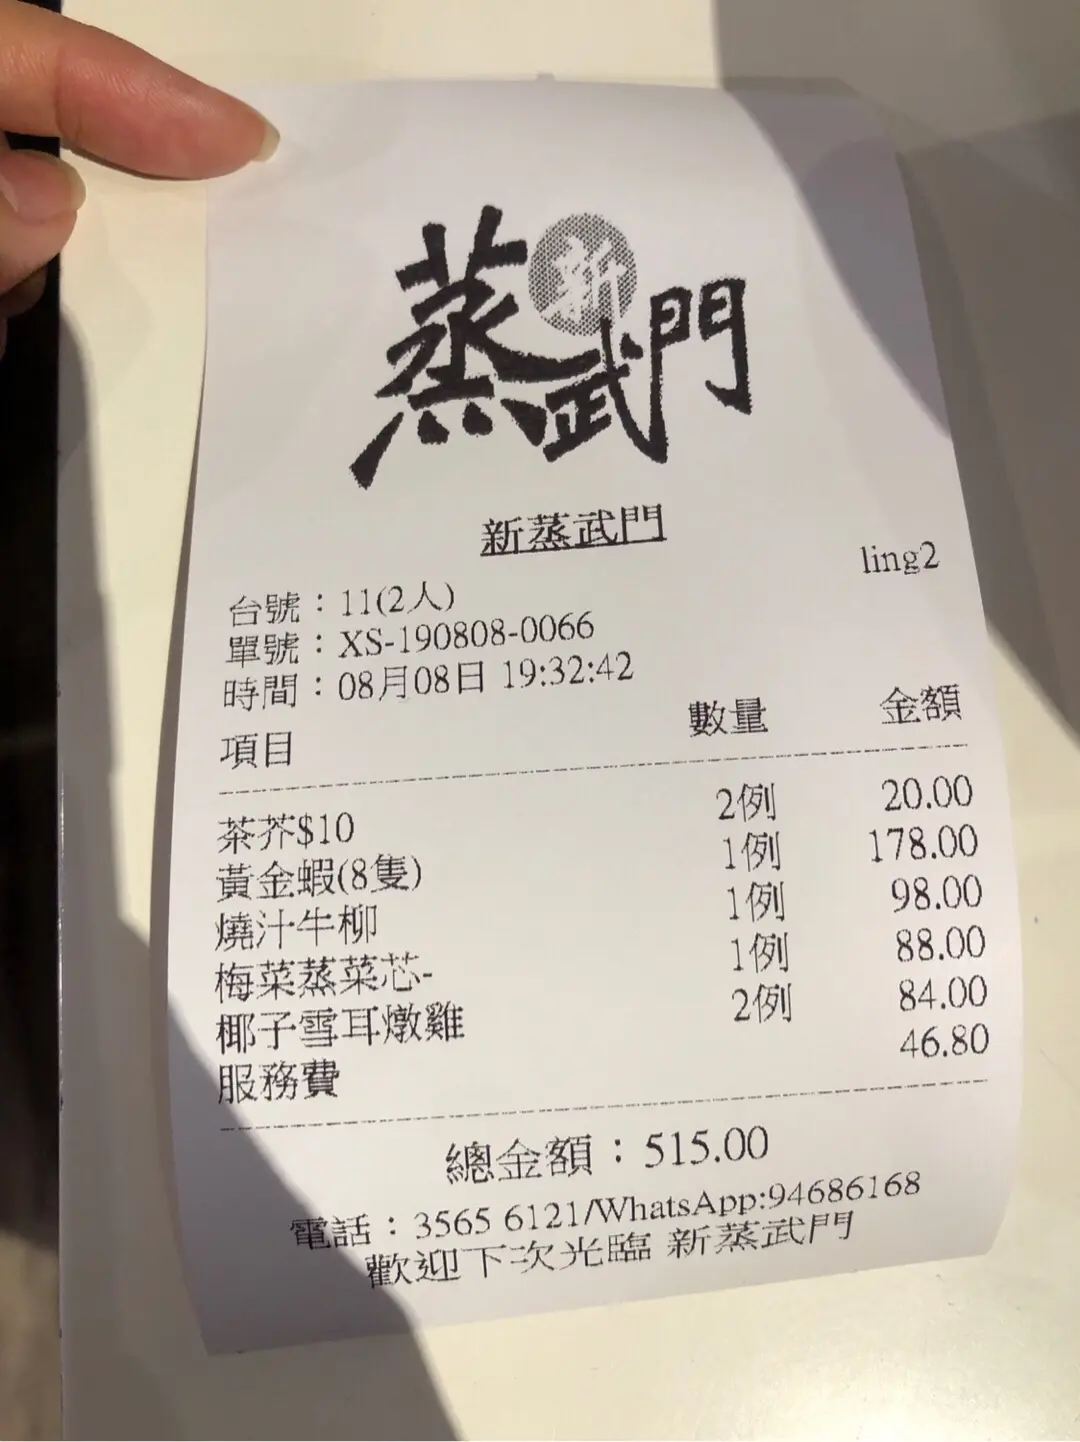 蒸新武門
新蒸武門
ling2
台號：11(2人)
單號：XS-190808-0066
時間：08月08日 19:32:42
項目 數量 金額
茶芥$10 2例 20.00
黃金蝦(8隻) 1例 178.00
燒汁牛柳 1例 98.00
梅菜蒸菜芯- 1例 88.00
椰子雪耳燉雞 2例 84.00
服務費 46.80
總金額：515.00
電話：3565 6121/WhatsApp:94686168
歡迎下次光臨 新蒸武門